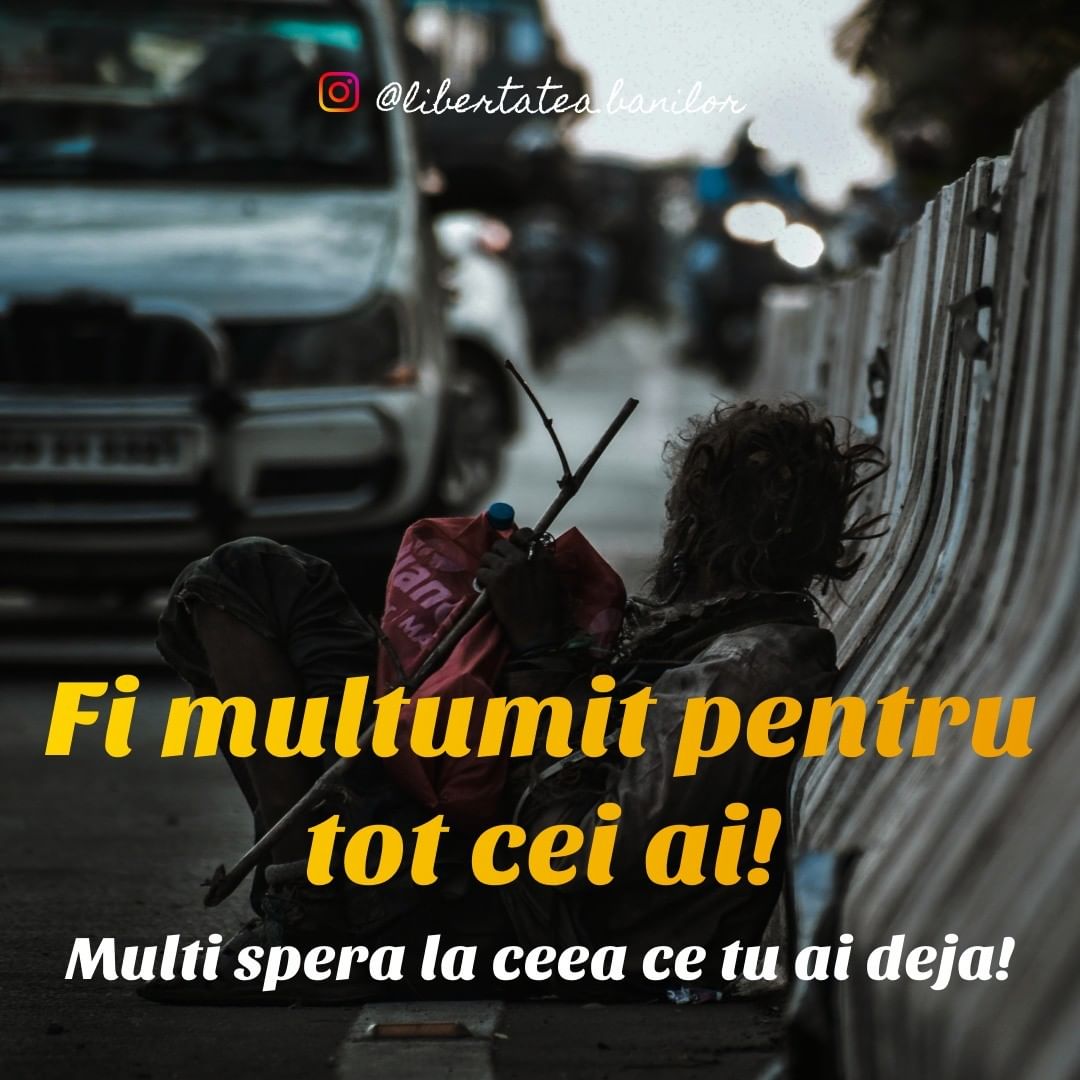 @libertatea.banilor
Fi multumit pentru
tot cei ai!
Multi spera la ceea ce tu ai deja!